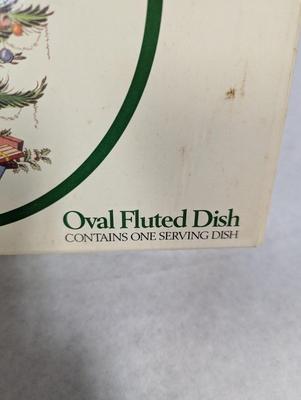 Oval Fluted Dish
CONTAINS ONE SERVING DISH